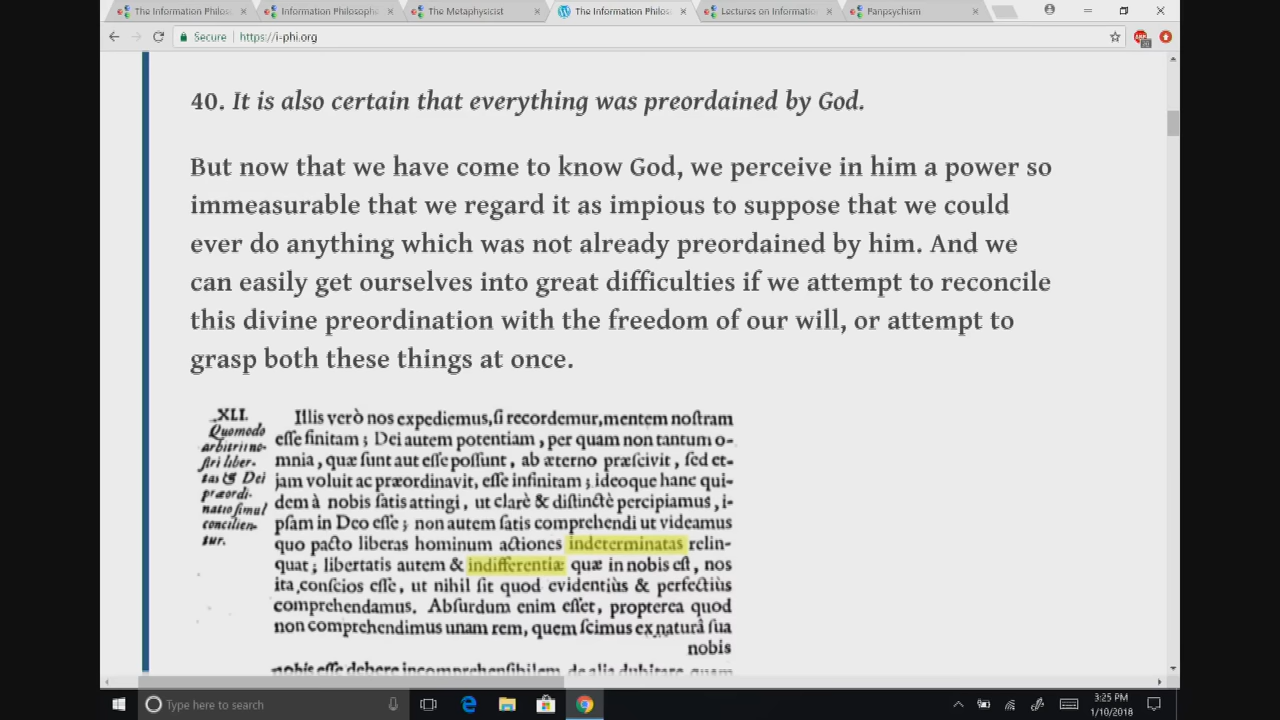 The Information Philos
Information Philosophe
The Metaphysicist
The Information Philos
Lectures on Information
Panpsychism
Secure
https://i-phi.org
40. It is also certain that everything was preordained by God.
But now that we have come to know God, we perceive in him a power so
immeasurable that we regard it as impious to suppose that we could
ever do anything which was not already preordained by him. And we
can easily get ourselves into great difficulties if we attempt to reconcile
this divine preordination with the freedom of our will, or attempt to
grasp both these things at once.
XLI.
Quomodo
arbitrii no-
ſtri liber-
tas & Dei
præordi-
natio ſimul
concilien-
tur.
Illis verò nos expediemus, ſi recordemur, mentem noſtram
eſſe finitam; Dei autem potentiam, per quam non tantum o-
mnia, quæ ſunt aut eſſe poſſunt, ab æterno præſcivit, ſed et-
jam voluit ac præordinavit, eſſe infinitam; ideoque hanc qui-
dem à nobis ſatis attingi, ut clarè & diſtinctè percipiamus, i-
pſam in Deo eſſe; non autem ſatis comprehendi ut videamus
quo pacto liberas hominum actiones indeterminatas relin-
quat; libertatis autem & indifferentiæ quæ in nobis eſt, nos
ita conſcios eſſe, ut nihil ſit quod evidentiùs & perfectiùs
comprehendamus. Abſurdum enim eſſet, propterea quod
non comprehendimus unam rem, quem ſcimus ex naturâ ſua
nobis
nobis eſſe debere incomprehenſibilem, de alia dubitare, quam
Type here to search
3:25 PM
1/10/2018